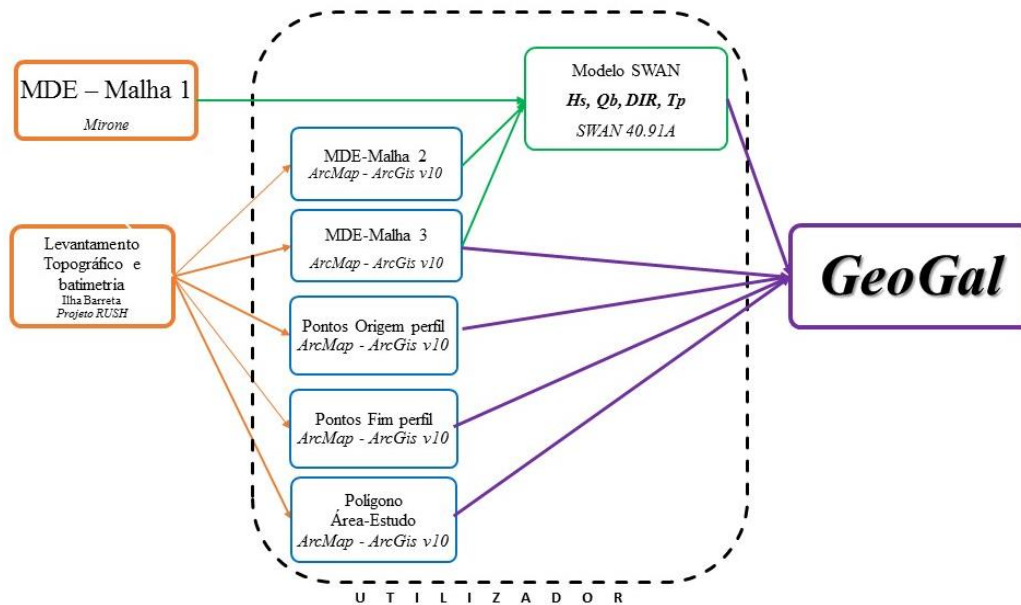 MDE – Malha 1
Mirone
Levantamento
Topográfico e
batimetria
Ilha Barreta
Projeto RUSH
MDE-Malha 2
ArcMap - ArcGis v10
MDE-Malha 3
ArcMap - ArcGis v10
Pontos Origem perfil
ArcMap - ArcGis v10
Pontos Fim perfil
ArcMap - ArcGis v10
Polígono
Área-Estudo
ArcMap - ArcGis v10
Modelo SWAN
Hs, Qb, DIR, Tp
SWAN 40.91A
GeoGal
UTILIZADOR